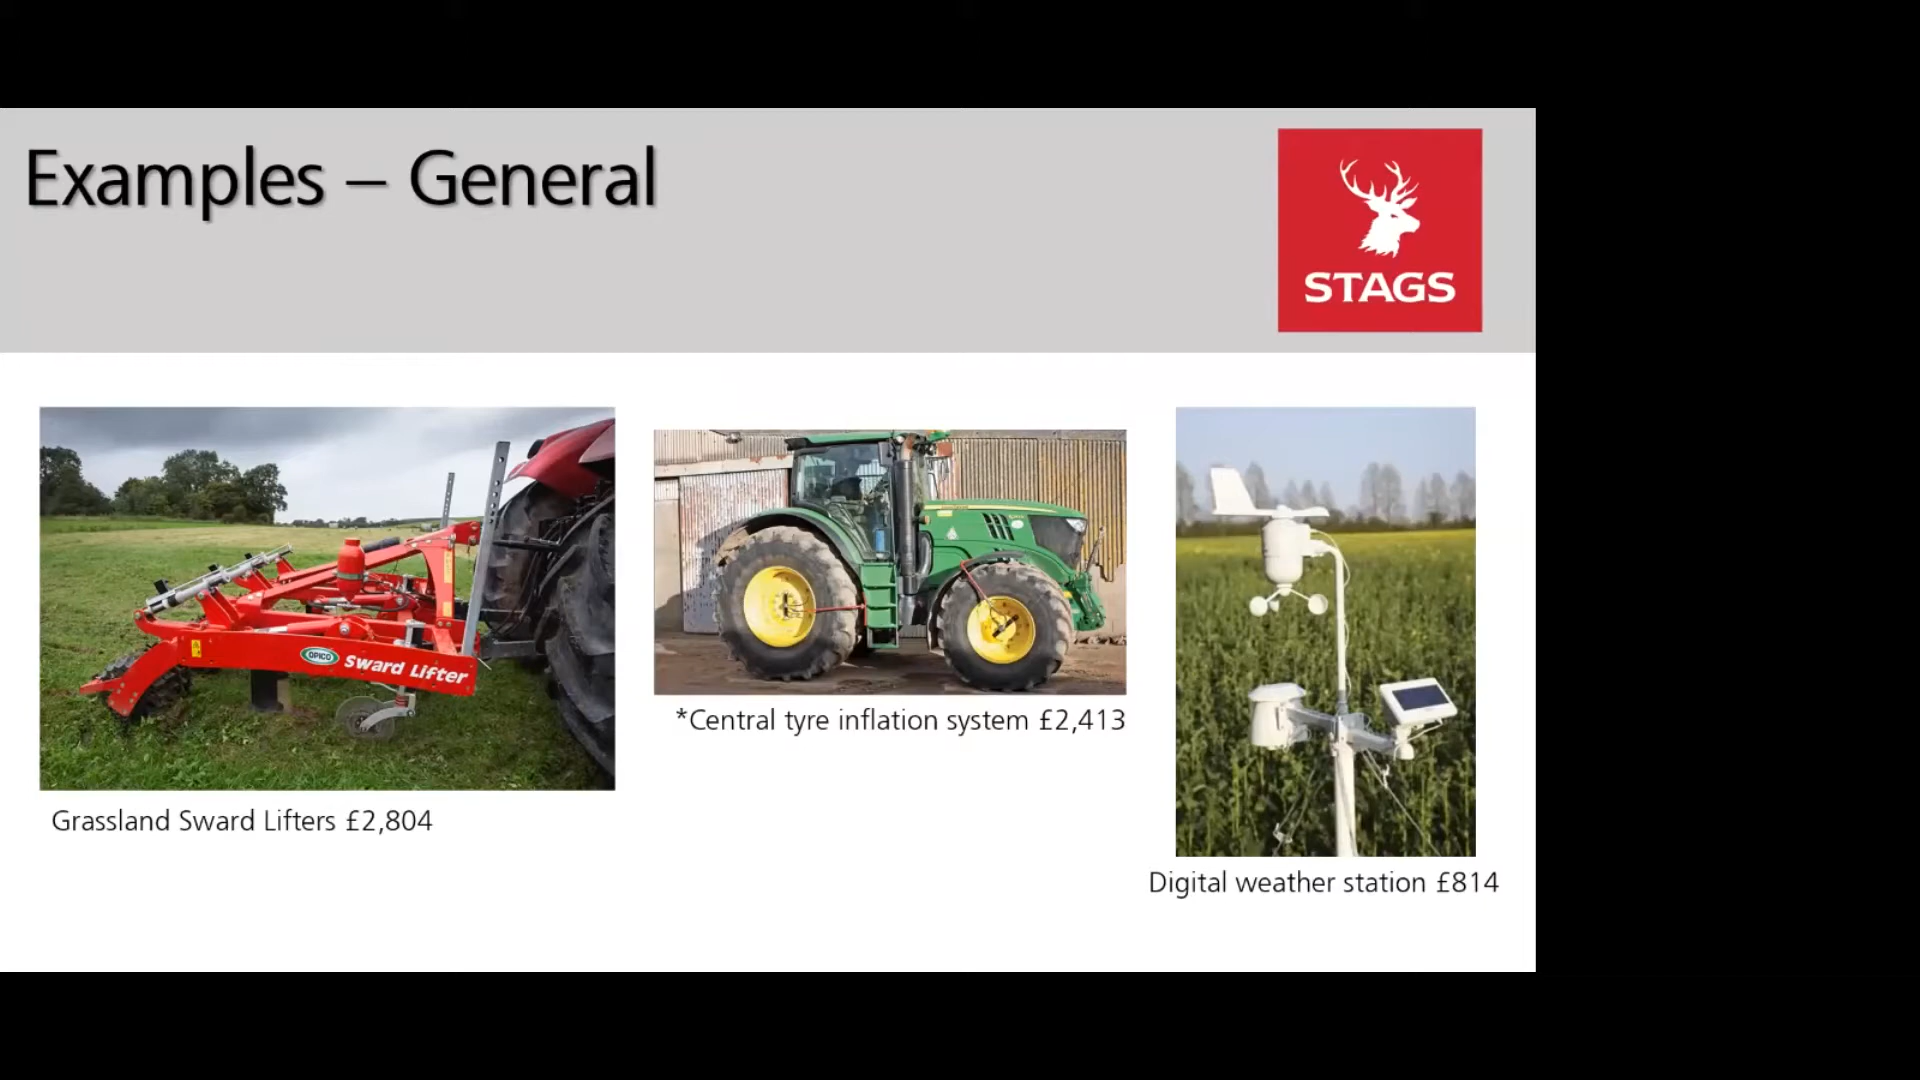 Examples – General
STAGS
OPICO Sward Lifter
*Central tyre inflation system £2,413
Grassland Sward Lifters £2,804
Digital weather station £814